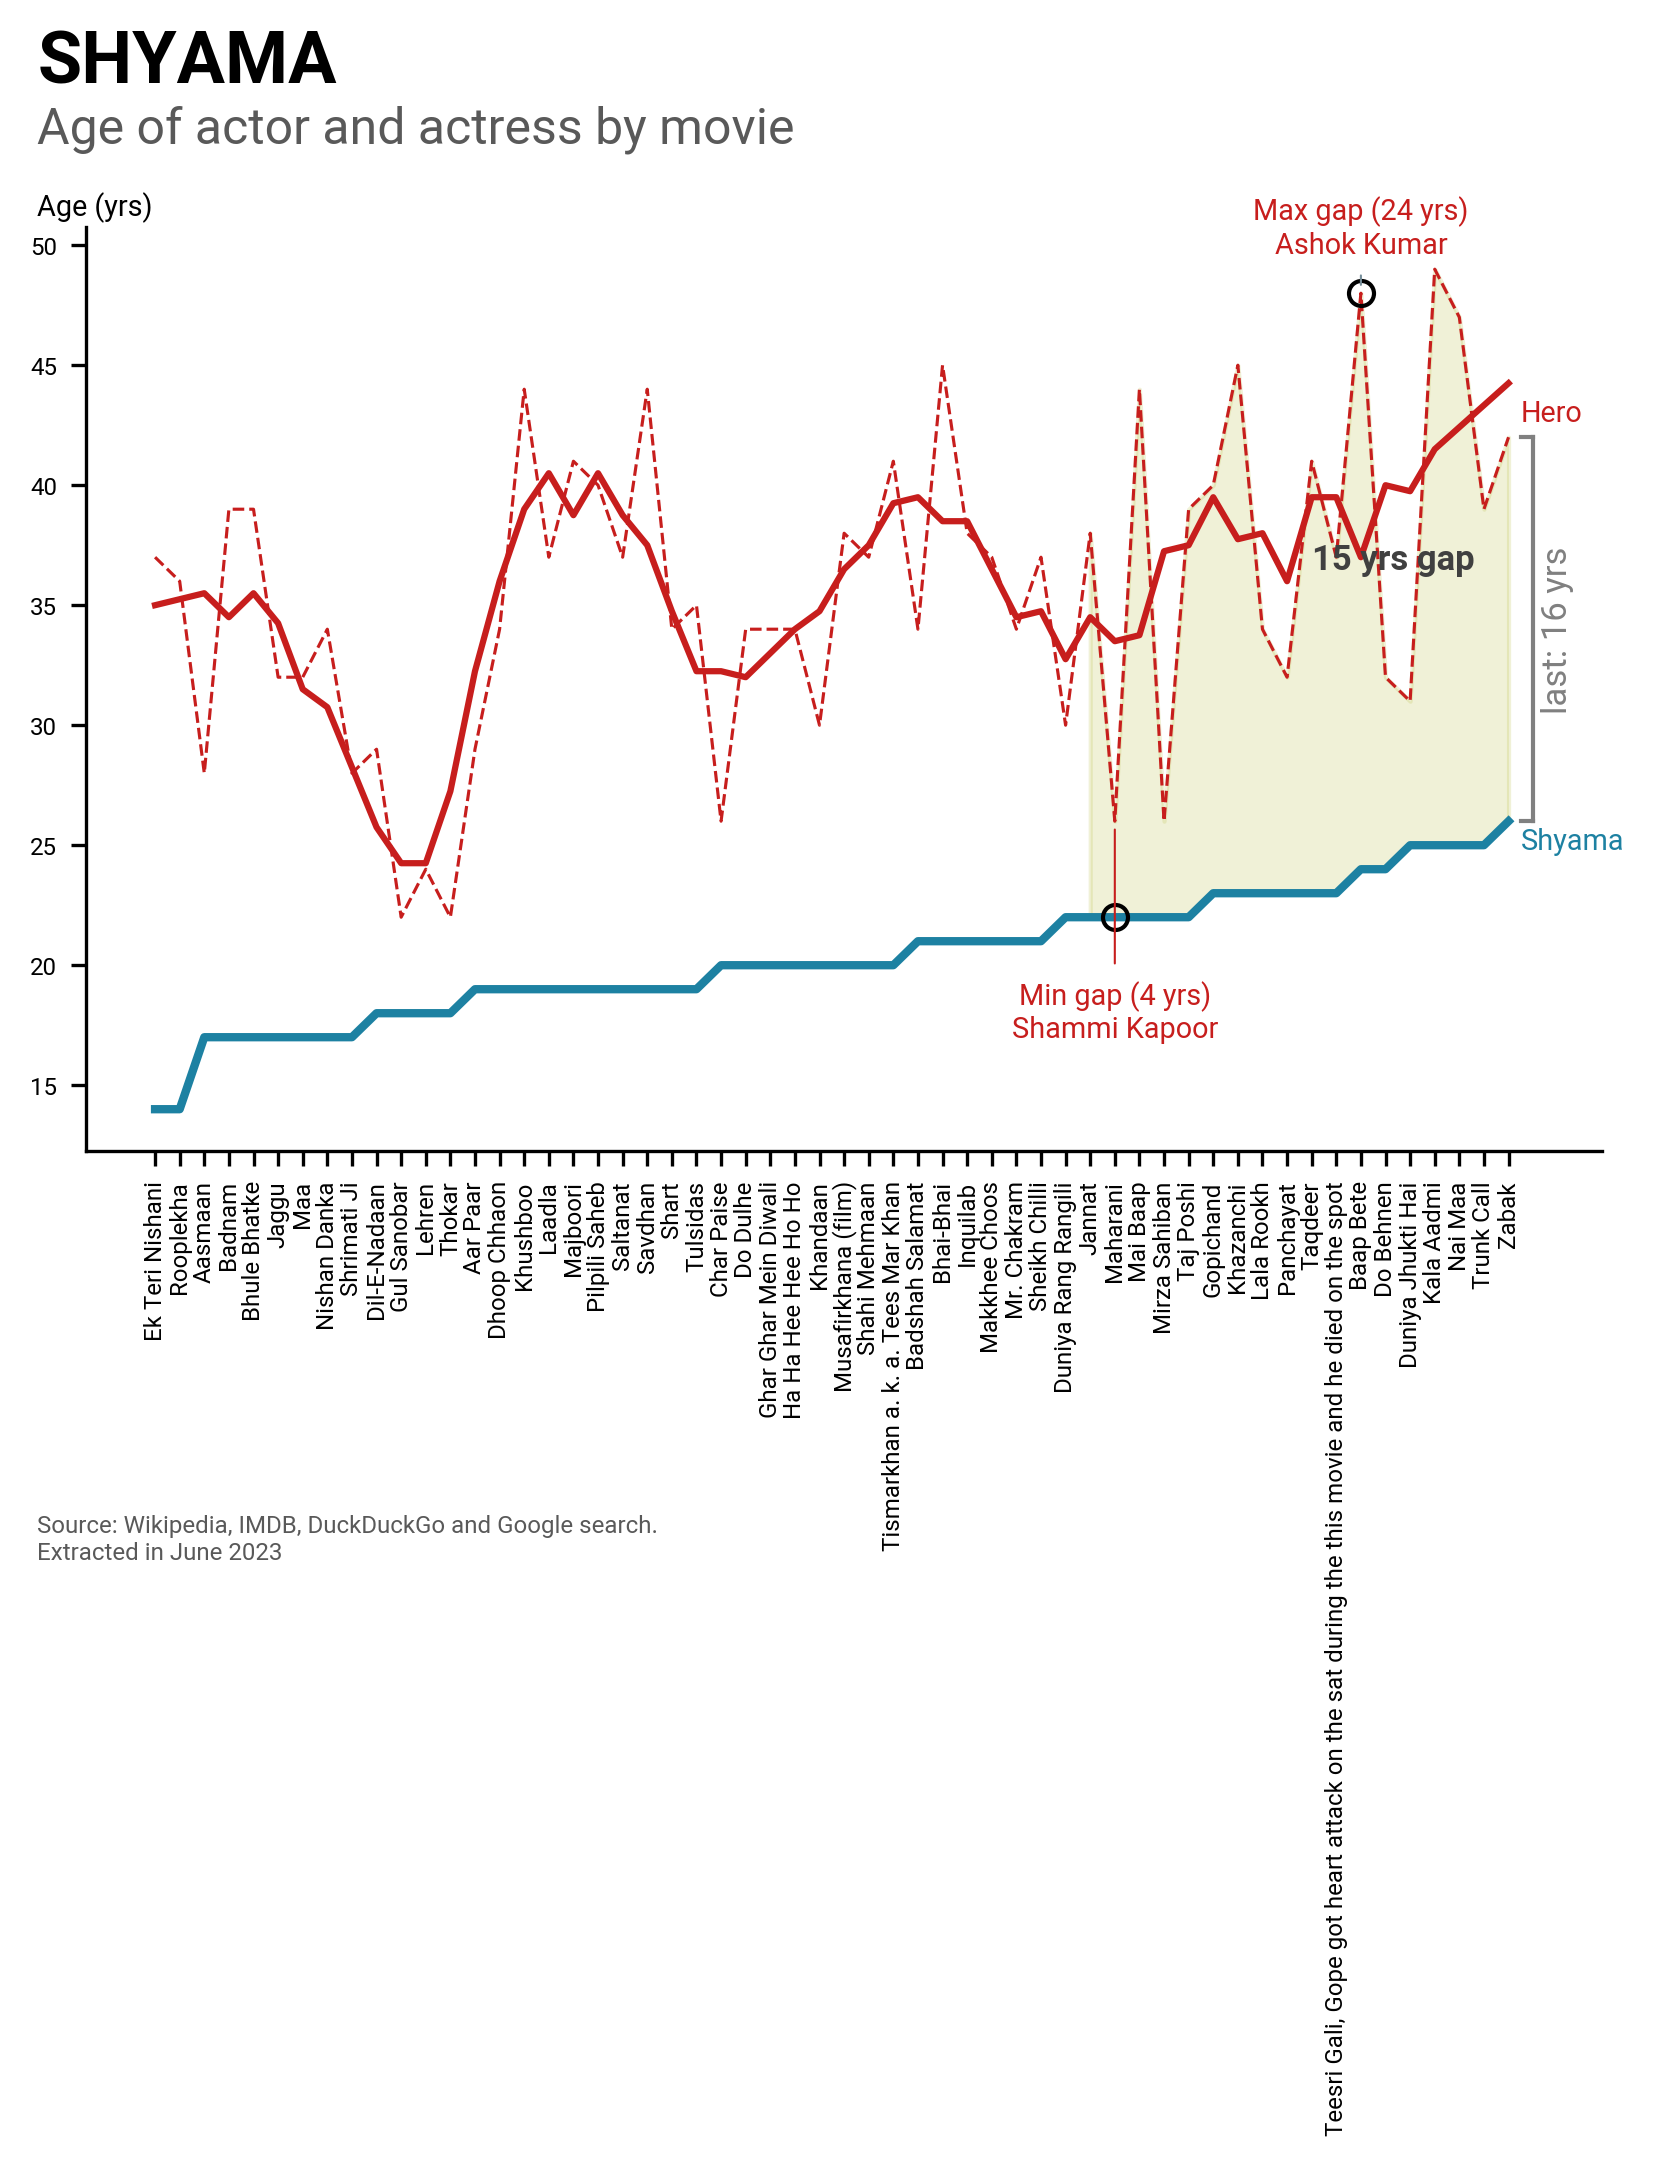 SHYAMA
Age of actor and actress by movie
Age (yrs)
Max gap (24 yrs)
Ashok Kumar
50
45
40
35
30
25
20
15
Hero
15 yrs gap
last: 16 yrs
Shyama
Min gap (4 yrs)
Shammi Kapoor
Ek Teri Nishani
Rooplekha
Aasmaan
Badnam
Bhule Bhatke
Jaggu
Maa
Nishan Danka
Shrimati Ji
Dil-E-Nadaan
Gul Sanobar
Lehren
Thokar
Aar Paar
Dhoop Chhaon
Khushboo
Laadla
Majboori
Pilpili Saheb
Saltanat
Savdhan
Shart
Tulsidas
Char Paise
Do Dulhe
Ghar Ghar Mein Diwali
Ha Ha Hee Hee Ho Ho
Khandaan
Musafirkhana (film)
Shahi Mehmaan
Tismarkhan a. k. a. Tees Mar Khan
Badshah Salamat
Bhai-Bhai
Inquilab
Makkhee Choos
Mr. Chakram
Sheikh Chilli
Duniya Rang Rangili
Jannat
Maharani
Mai Baap
Mirza Sahiban
Taj Poshi
Gopichand
Khazanchi
Lala Rookh
Panchayat
Taqdeer
Teesri Gali, Gope got heart attack on the sat during the this movie and he died on the spot
Baap Bete
Do Behnen
Duniya Jhukti Hai
Kala Aadmi
Nai Maa
Trunk Call
Zabak
Source: Wikipedia, IMDB, DuckDuckGo and Google search.
Extracted in June 2023